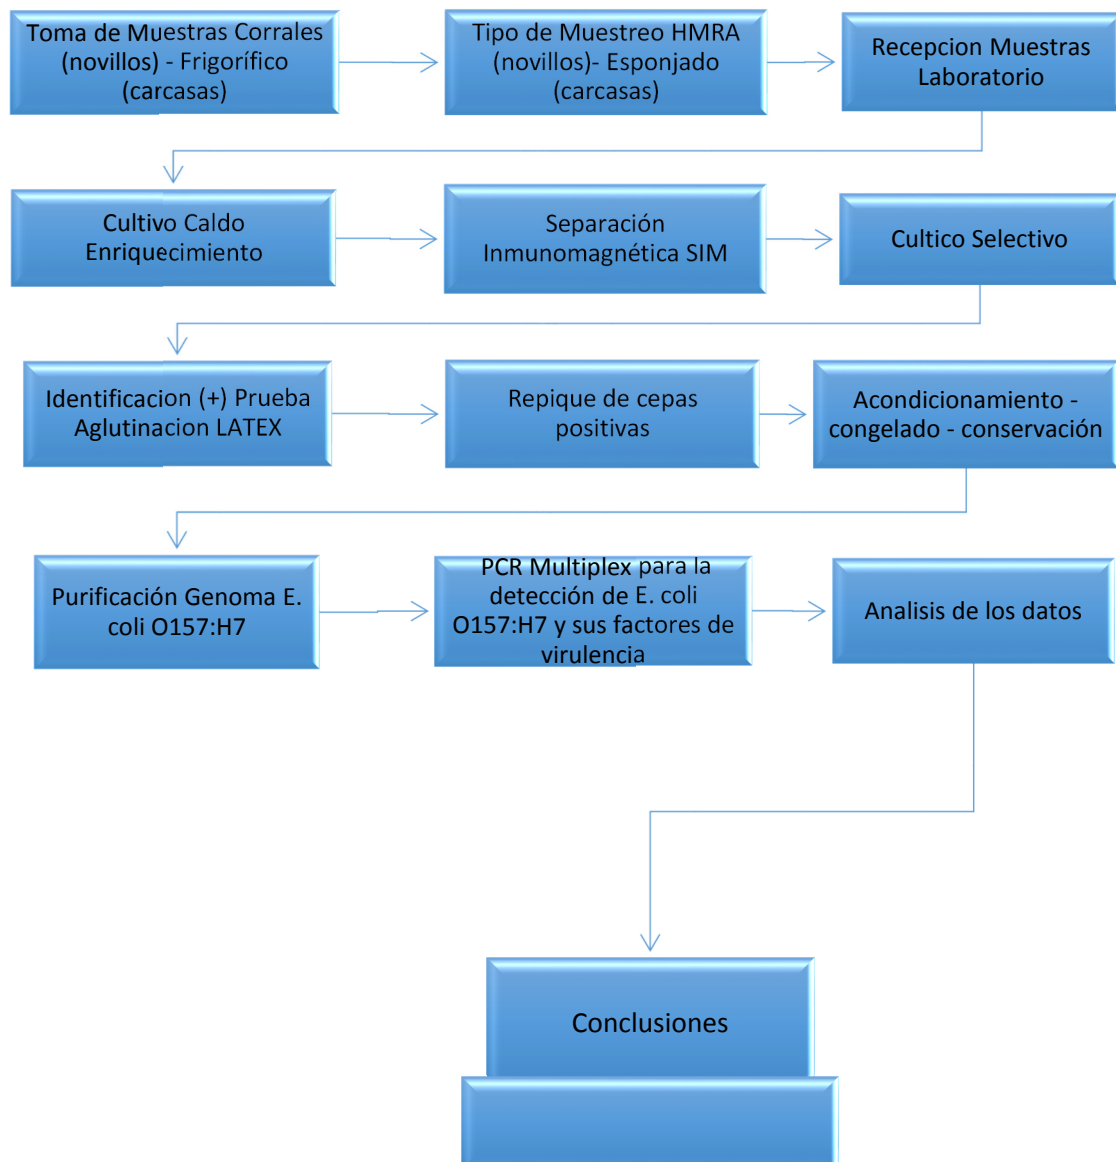 Toma de Muestras Corrales
(novillos) - Frigorífico
(carcasas)
Tipo de Muestreo HMRA
(novillos)- Esponjado
(carcasas)
Recepcion Muestras
Laboratorio
Cultivo Caldo
Enriquecimiento
Separación
Inmunomagnética SIM
Cultico Selectivo
Identificacion (+) Prueba
Aglutinacion LATEX
Repique de cepas
positivas
Acondicionamiento -
congelado - conservación
Purificación Genoma E.
coli O157:H7
PCR Multiplex para la
detección de E. coli
O157:H7 y sus factores de
virulencia
Analisis de los datos
Conclusiones